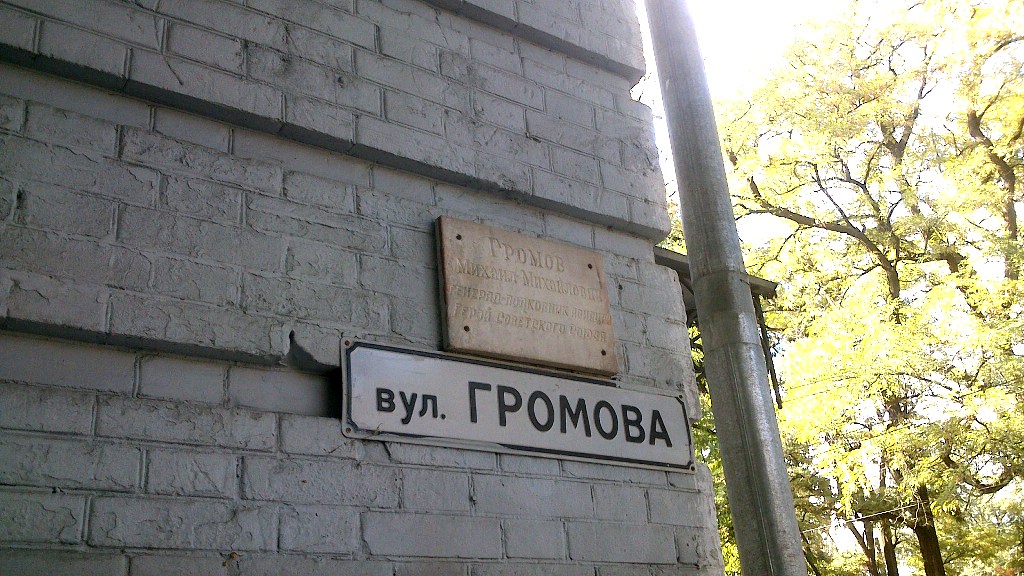 ГРОМОВ
Михаил Михайлович
генерал-полковник авиации
герой советского союза
вул. ГРОМОВА